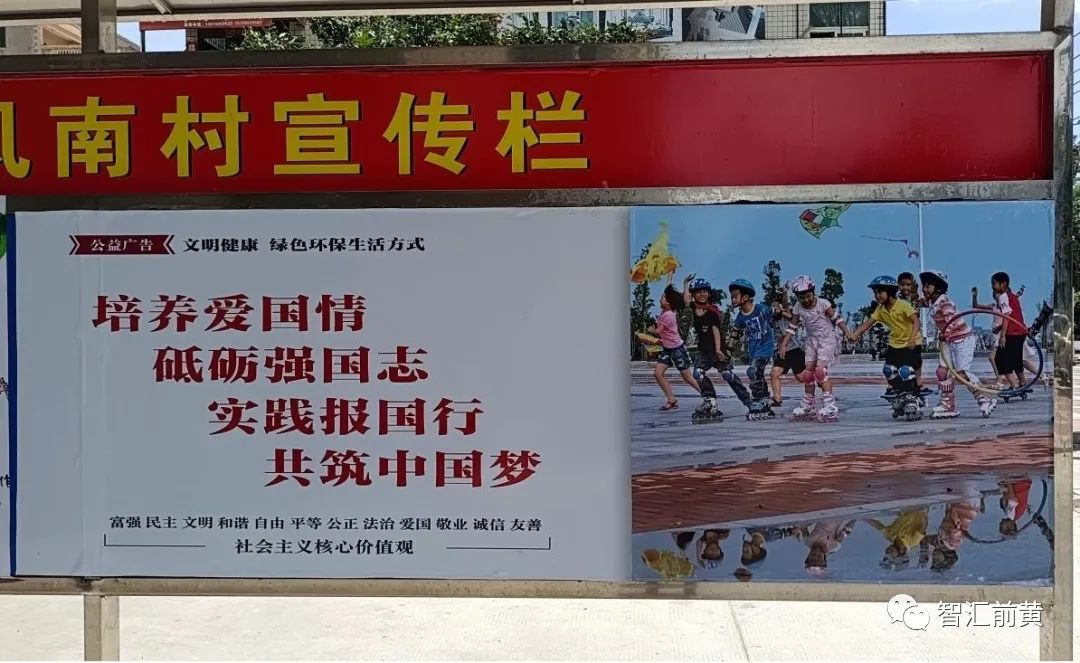 南村宣传栏
公益广告 文明健康 绿色环保生活方式
培养爱国情
砥砺强国志
实践报国行
共筑中国梦
富强 民主 文明 和谐 自由 平等 公正 法治 爱国 敬业 诚信 友善
社会主义核心价值观
智汇前黄